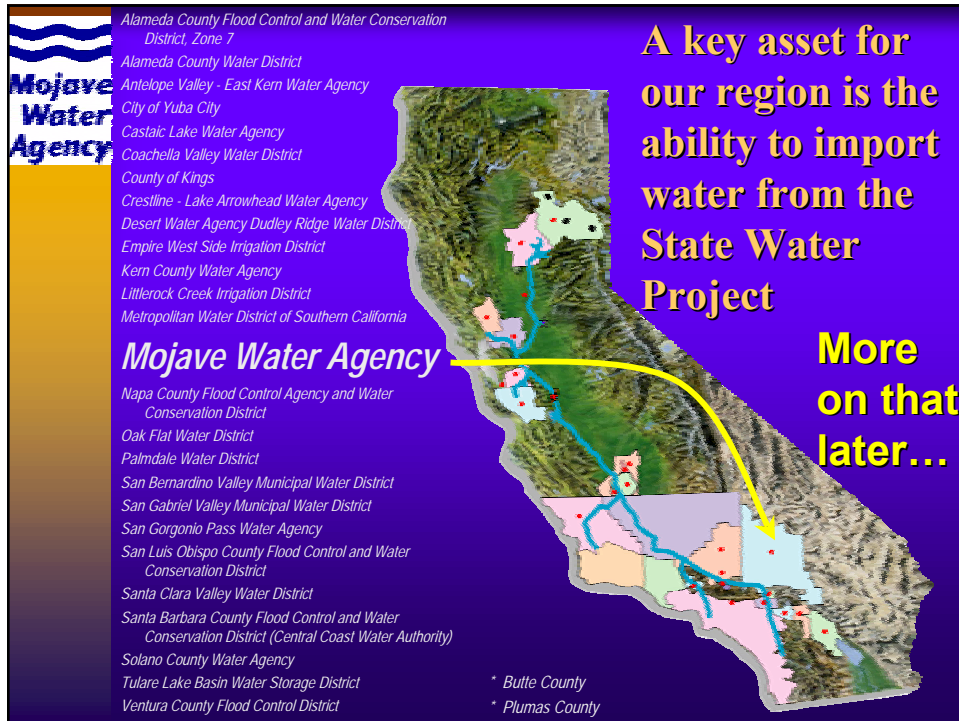 Mojave
Water
Agency
Alameda County Flood Control and Water Conservation
District, Zone 7
Alameda County Water District
Antelope Valley - East Kern Water Agency
City of Yuba City
Castaic Lake Water Agency
Coachella Valley Water District
County of Kings
Crestline - Lake Arrowhead Water Agency
Desert Water Agency Dudley Ridge Water District
Empire West Side Irrigation District
Kern County Water Agency
Littlerock Creek Irrigation District
Metropolitan Water District of Southern California
Mojave Water Agency
Napa County Flood Control Agency and Water
Conservation District
Oak Flat Water District
Palmdale Water District
San Bernardino Valley Municipal Water District
San Gabriel Valley Municipal Water District
San Gorgonio Pass Water Agency
San Luis Obispo County Flood Control and Water
Conservation District
Santa Clara Valley Water District
Santa Barbara County Flood Control and Water
Conservation District (Central Coast Water Authority)
Solano County Water Agency
Tulare Lake Basin Water Storage District
Ventura County Flood Control District
* Butte County
* Plumas County
A key asset for
our region is the
ability to import
water from the
State Water
Project
More
on that
later…